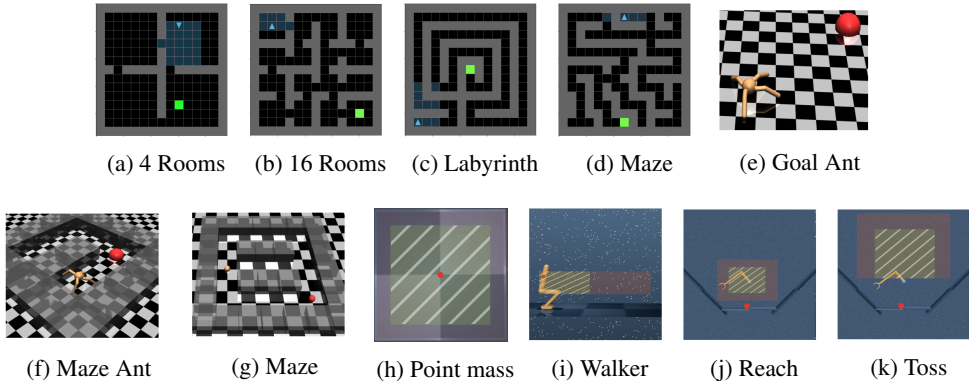 (a) 4 Rooms
(b) 16 Rooms
(c) Labyrinth
(d) Maze
(e) Goal Ant
(f) Maze Ant
(g) Maze
(h) Point mass
(i) Walker
(j) Reach
(k) Toss